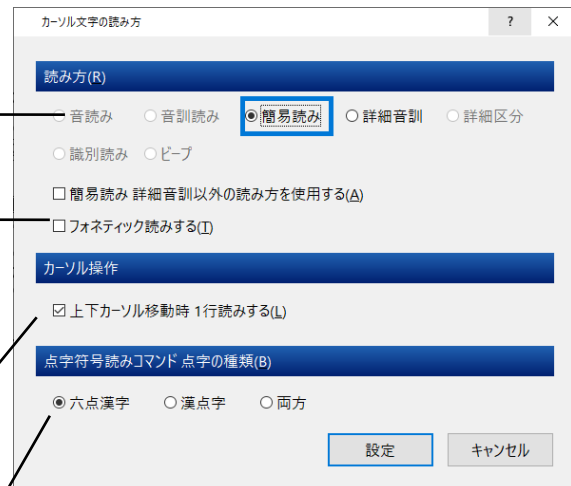 カーソル文字の読み方 ? ×
読み方(R)
音読み 音訓読み 簡易読み 詳細音訓 詳細区分
識別読み ビープ
簡易読み 詳細音訓以外の読み方を使用する(A)
フォネティック読みする(T)
カーソル操作
上下カーソル移動時 1行読みする(L)
点字符号読みコマンド 点字の種類(B)
六点漢字 漢点字 両方
設定 キャンセル